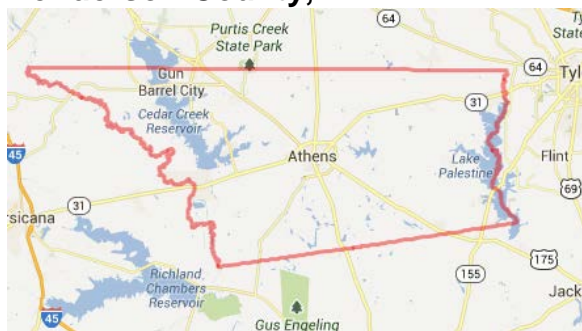 Purtis Creek
State Park
64
64
Tyl
Gun
Barrel City
31
Cedar Creek
Reservoir
45
Athens
Lake
Palestine
Flint
69
31
rsicana
175
155
Richland
Chambers
Reservoir
Jack
45
Gus Engeling